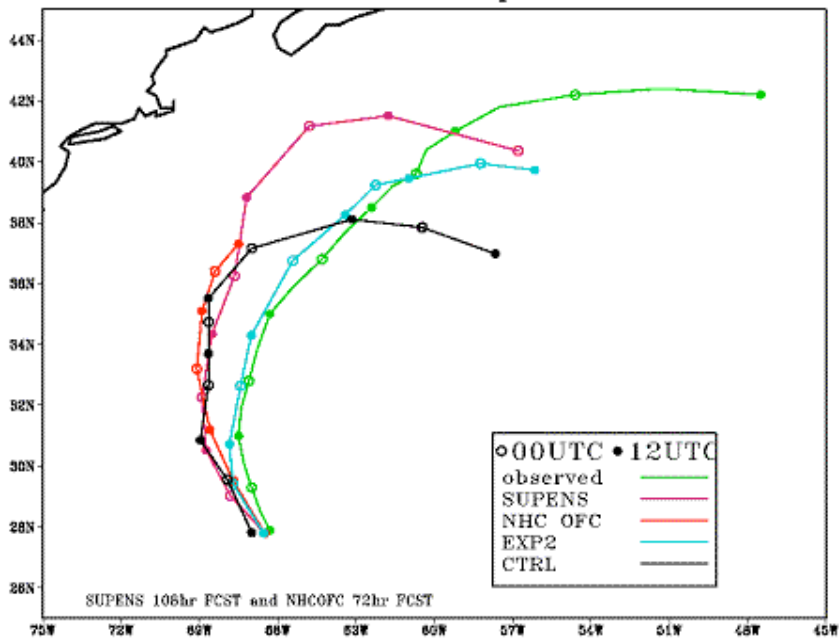 44N
42N
40N
38N
36N
34N
32N
30N
28N
26N
00UTC 12UTC
observed
SUPENS
NHC OFC
EXP2
CTRL
SUPENS 108hr FCST and NHCOFC 72hr FCST
75W 72W 69W 66W 63W 60W 57W 54W 51W 48W 45W